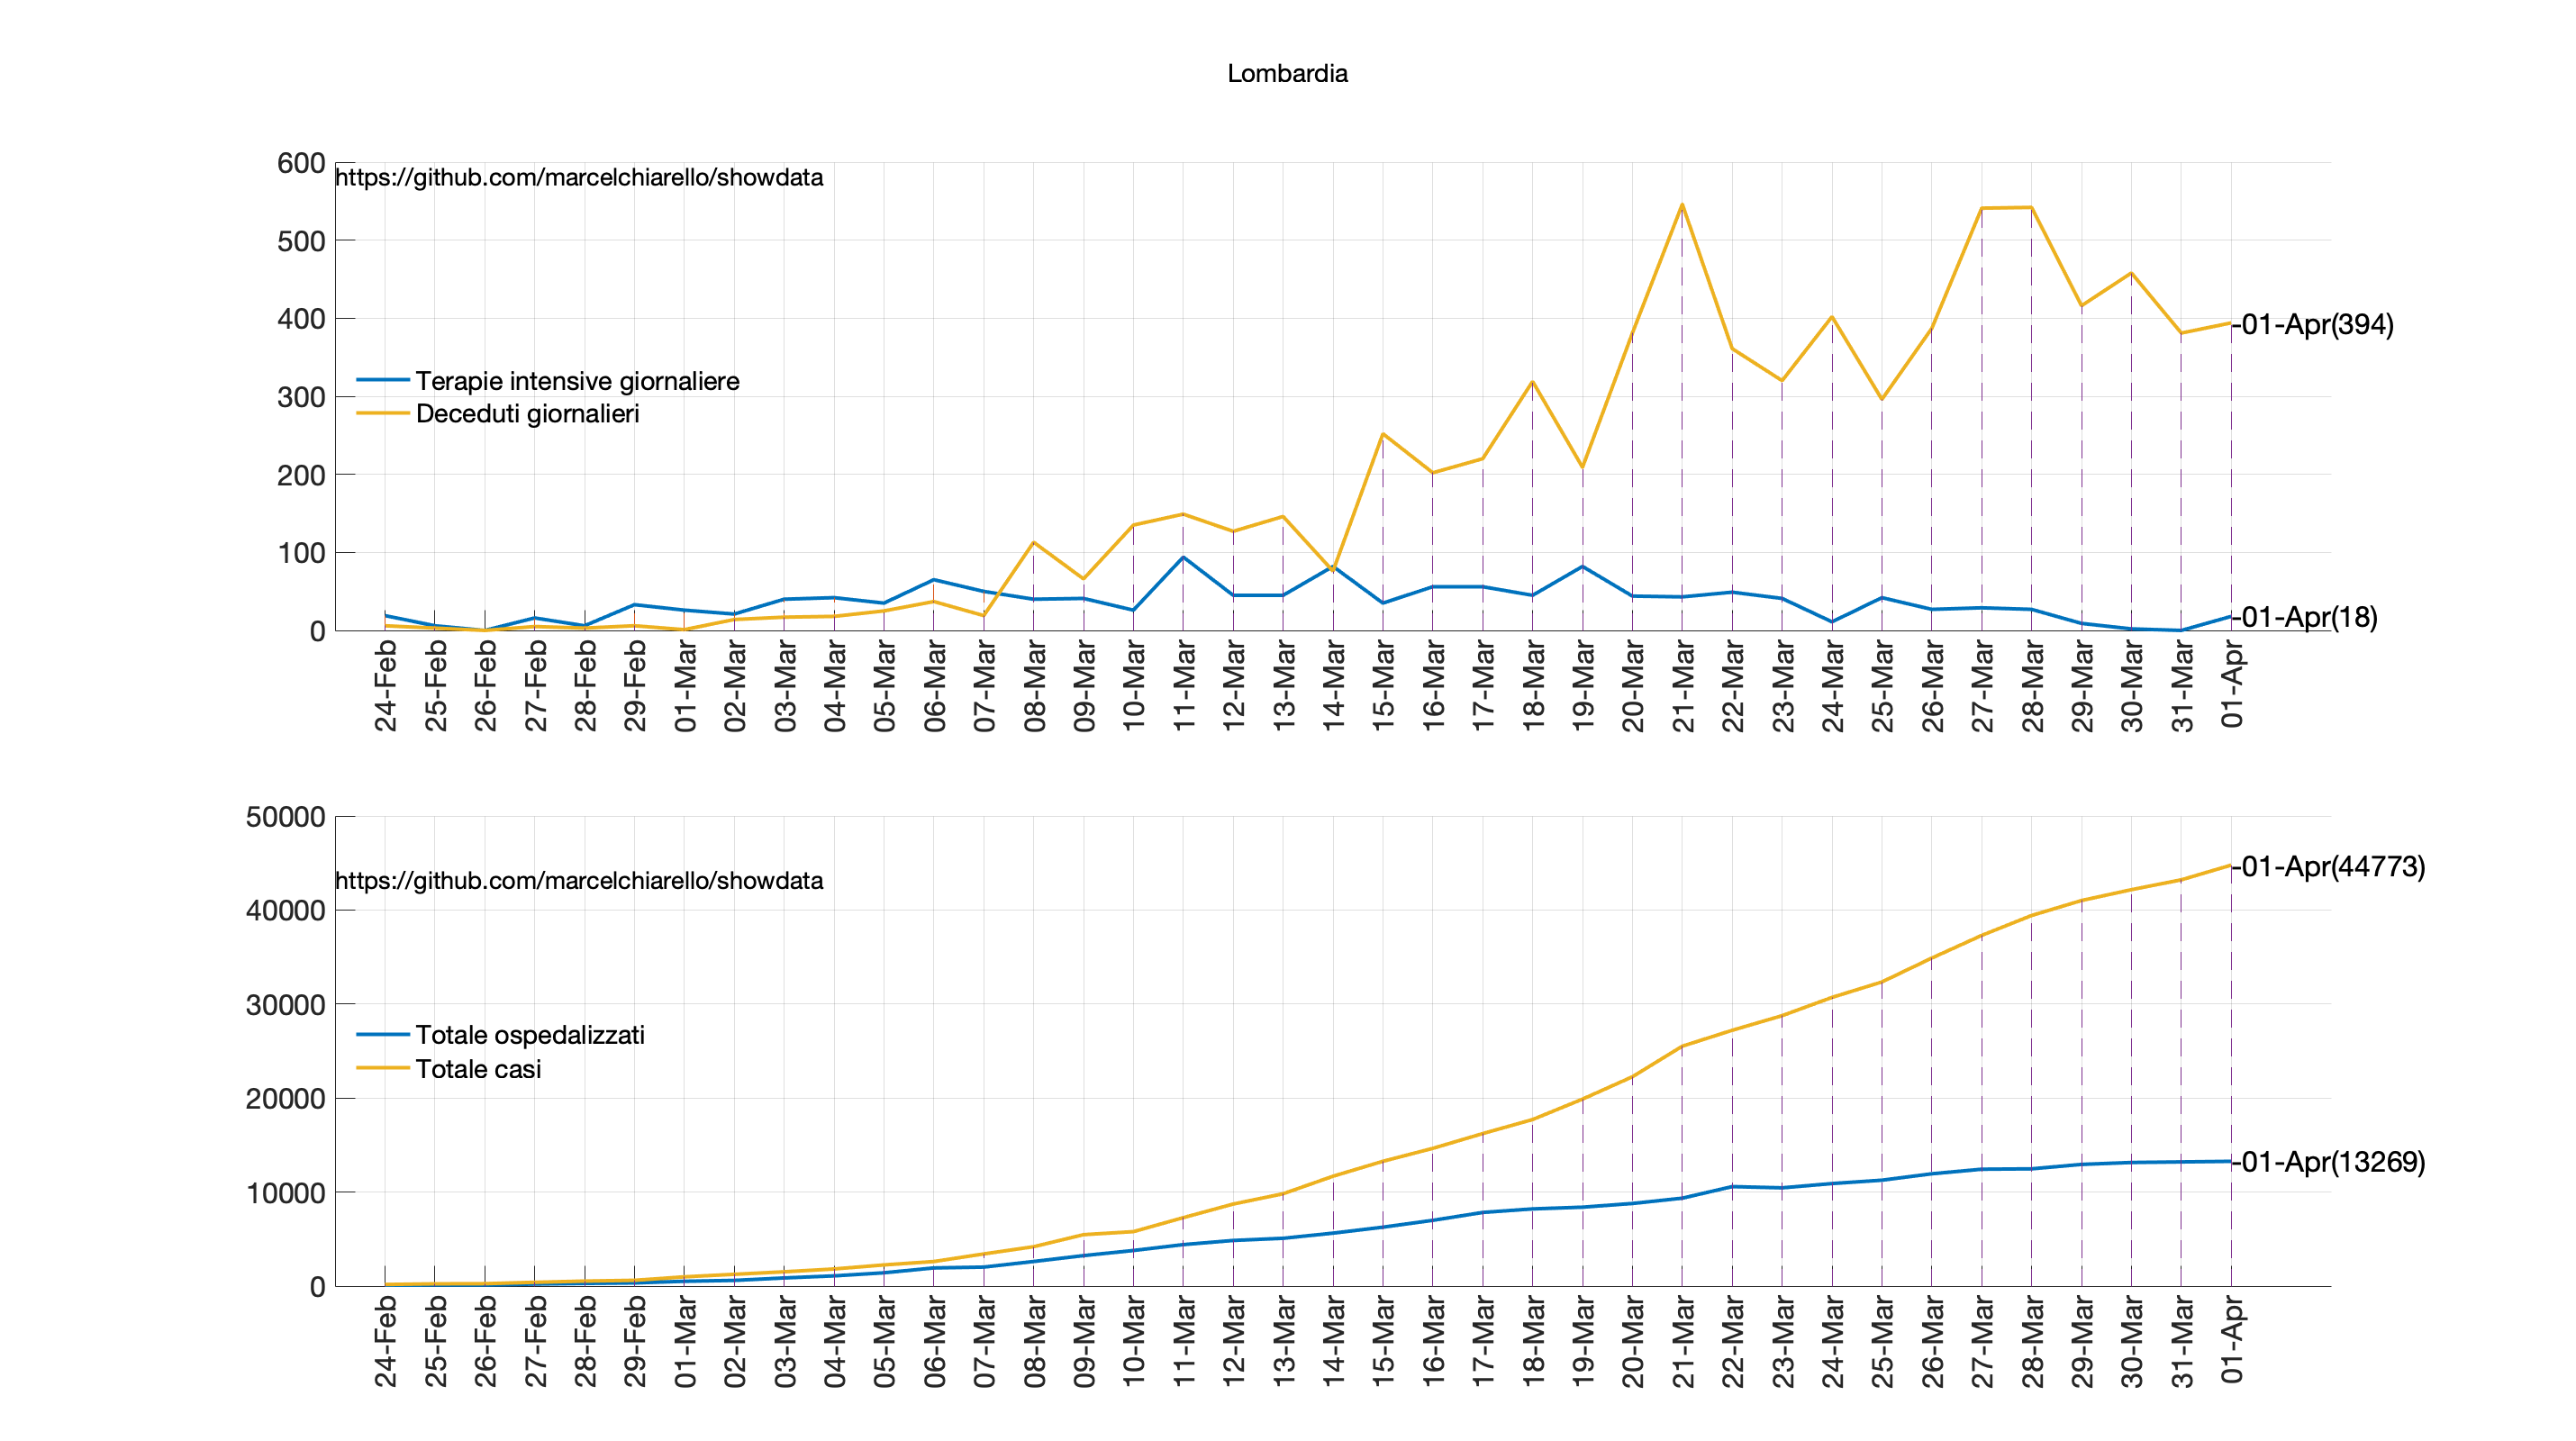 Lombardia
600
https://github.com/marcelchiarello/showdata
500
400
-01-Apr(394)
Terapie intensive giornaliere
300
Deceduti giornalieri
200
100
0
-01-Apr(18)
24-Feb
25-Feb
26-Feb
27-Feb
28-Feb
29-Feb
01-Mar
02-Mar
03-Mar
04-Mar
05-Mar
06-Mar
07-Mar
08-Mar
09-Mar
10-Mar
11-Mar
12-Mar
13-Mar
14-Mar
15-Mar
16-Mar
17-Mar
18-Mar
19-Mar
20-Mar
21-Mar
22-Mar
23-Mar
24-Mar
25-Mar
26-Mar
27-Mar
28-Mar
29-Mar
30-Mar
31-Mar
01-Apr
50000
-01-Apr(44773)
https://github.com/marcelchiarello/showdata
40000
30000
Totale ospedalizzati
Totale casi
20000
-01-Apr(13269)
10000
0
24-Feb
25-Feb
26-Feb
27-Feb
28-Feb
29-Feb
01-Mar
02-Mar
03-Mar
04-Mar
05-Mar
06-Mar
07-Mar
08-Mar
09-Mar
10-Mar
11-Mar
12-Mar
13-Mar
14-Mar
15-Mar
16-Mar
17-Mar
18-Mar
19-Mar
20-Mar
21-Mar
22-Mar
23-Mar
24-Mar
25-Mar
26-Mar
27-Mar
28-Mar
29-Mar
30-Mar
31-Mar
01-Apr